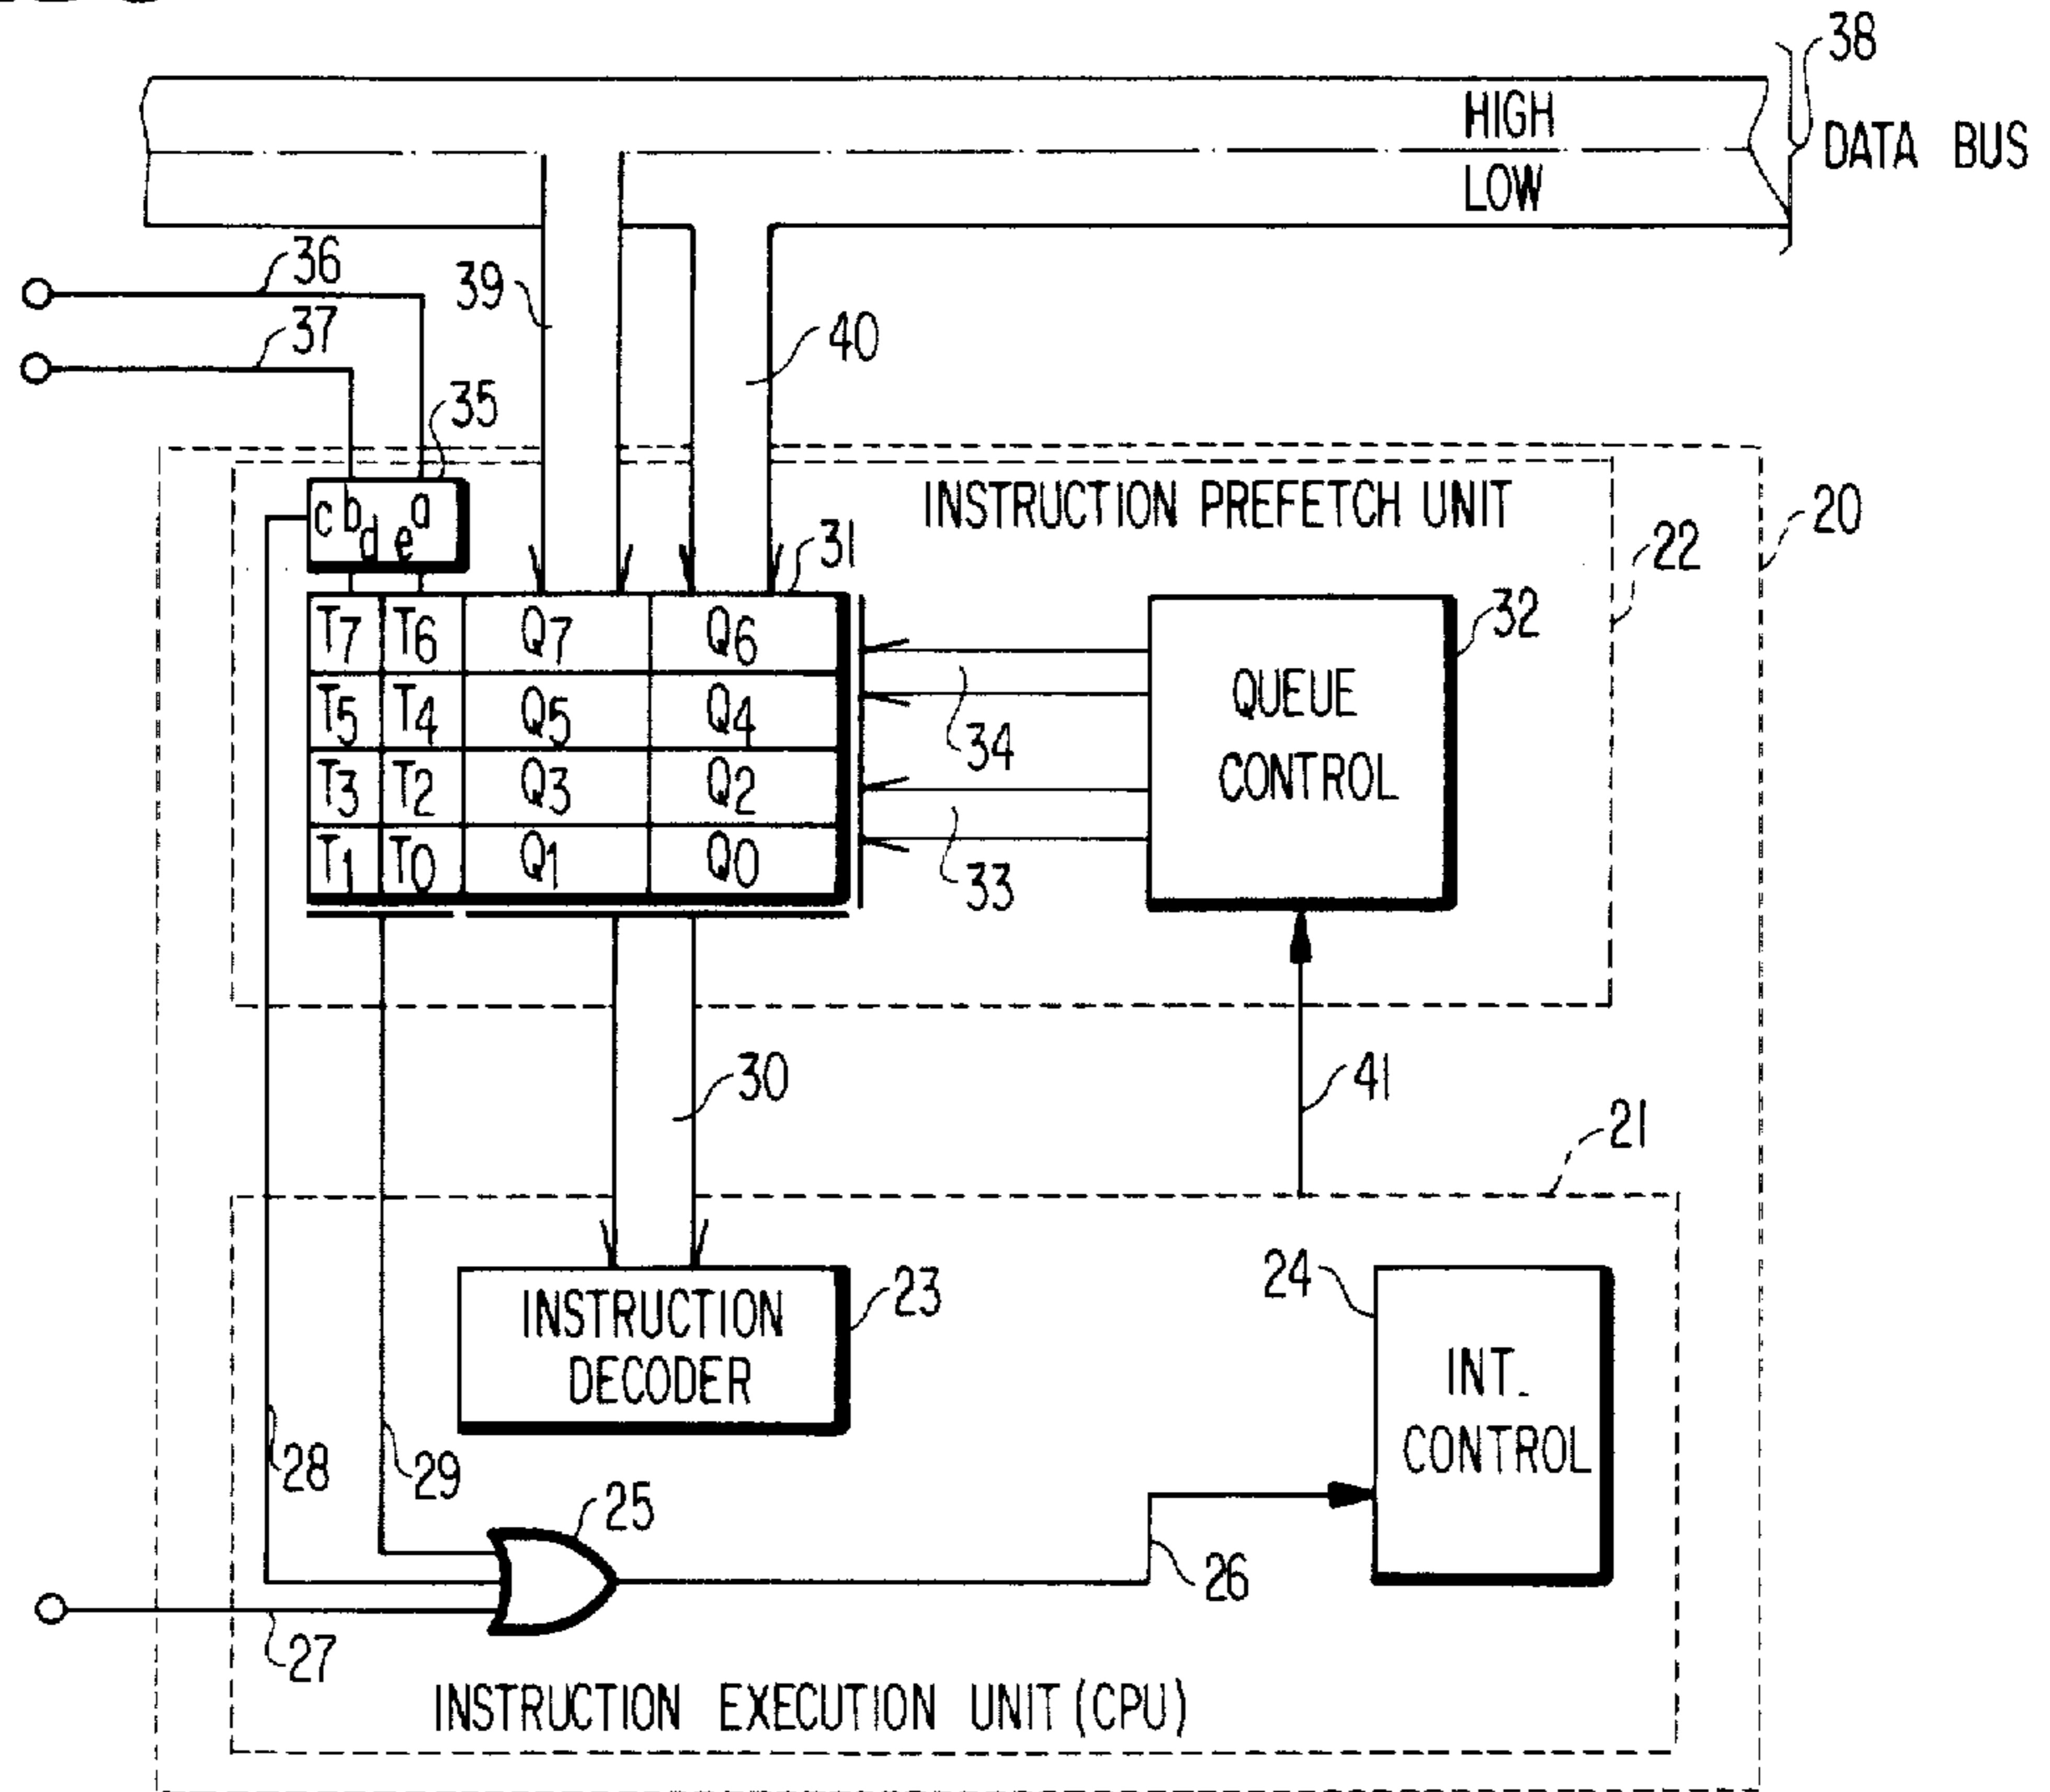 38
HIGH
LOW
DATA BUS
36
39
37
40
35
c b d e a
INSTRUCTION PREFETCH UNIT
20
31
22
T7 T6 Q7 Q6
T5 T4 Q5 Q4
T3 T2 Q3 Q2
T1 T0 Q1 Q0
34
33
32
QUEUE
CONTROL
30
41
21
INSTRUCTION
DECODER
23
24
INT.
CONTROL
28
29
25
26
27
INSTRUCTION EXECUTION UNIT (CPU)